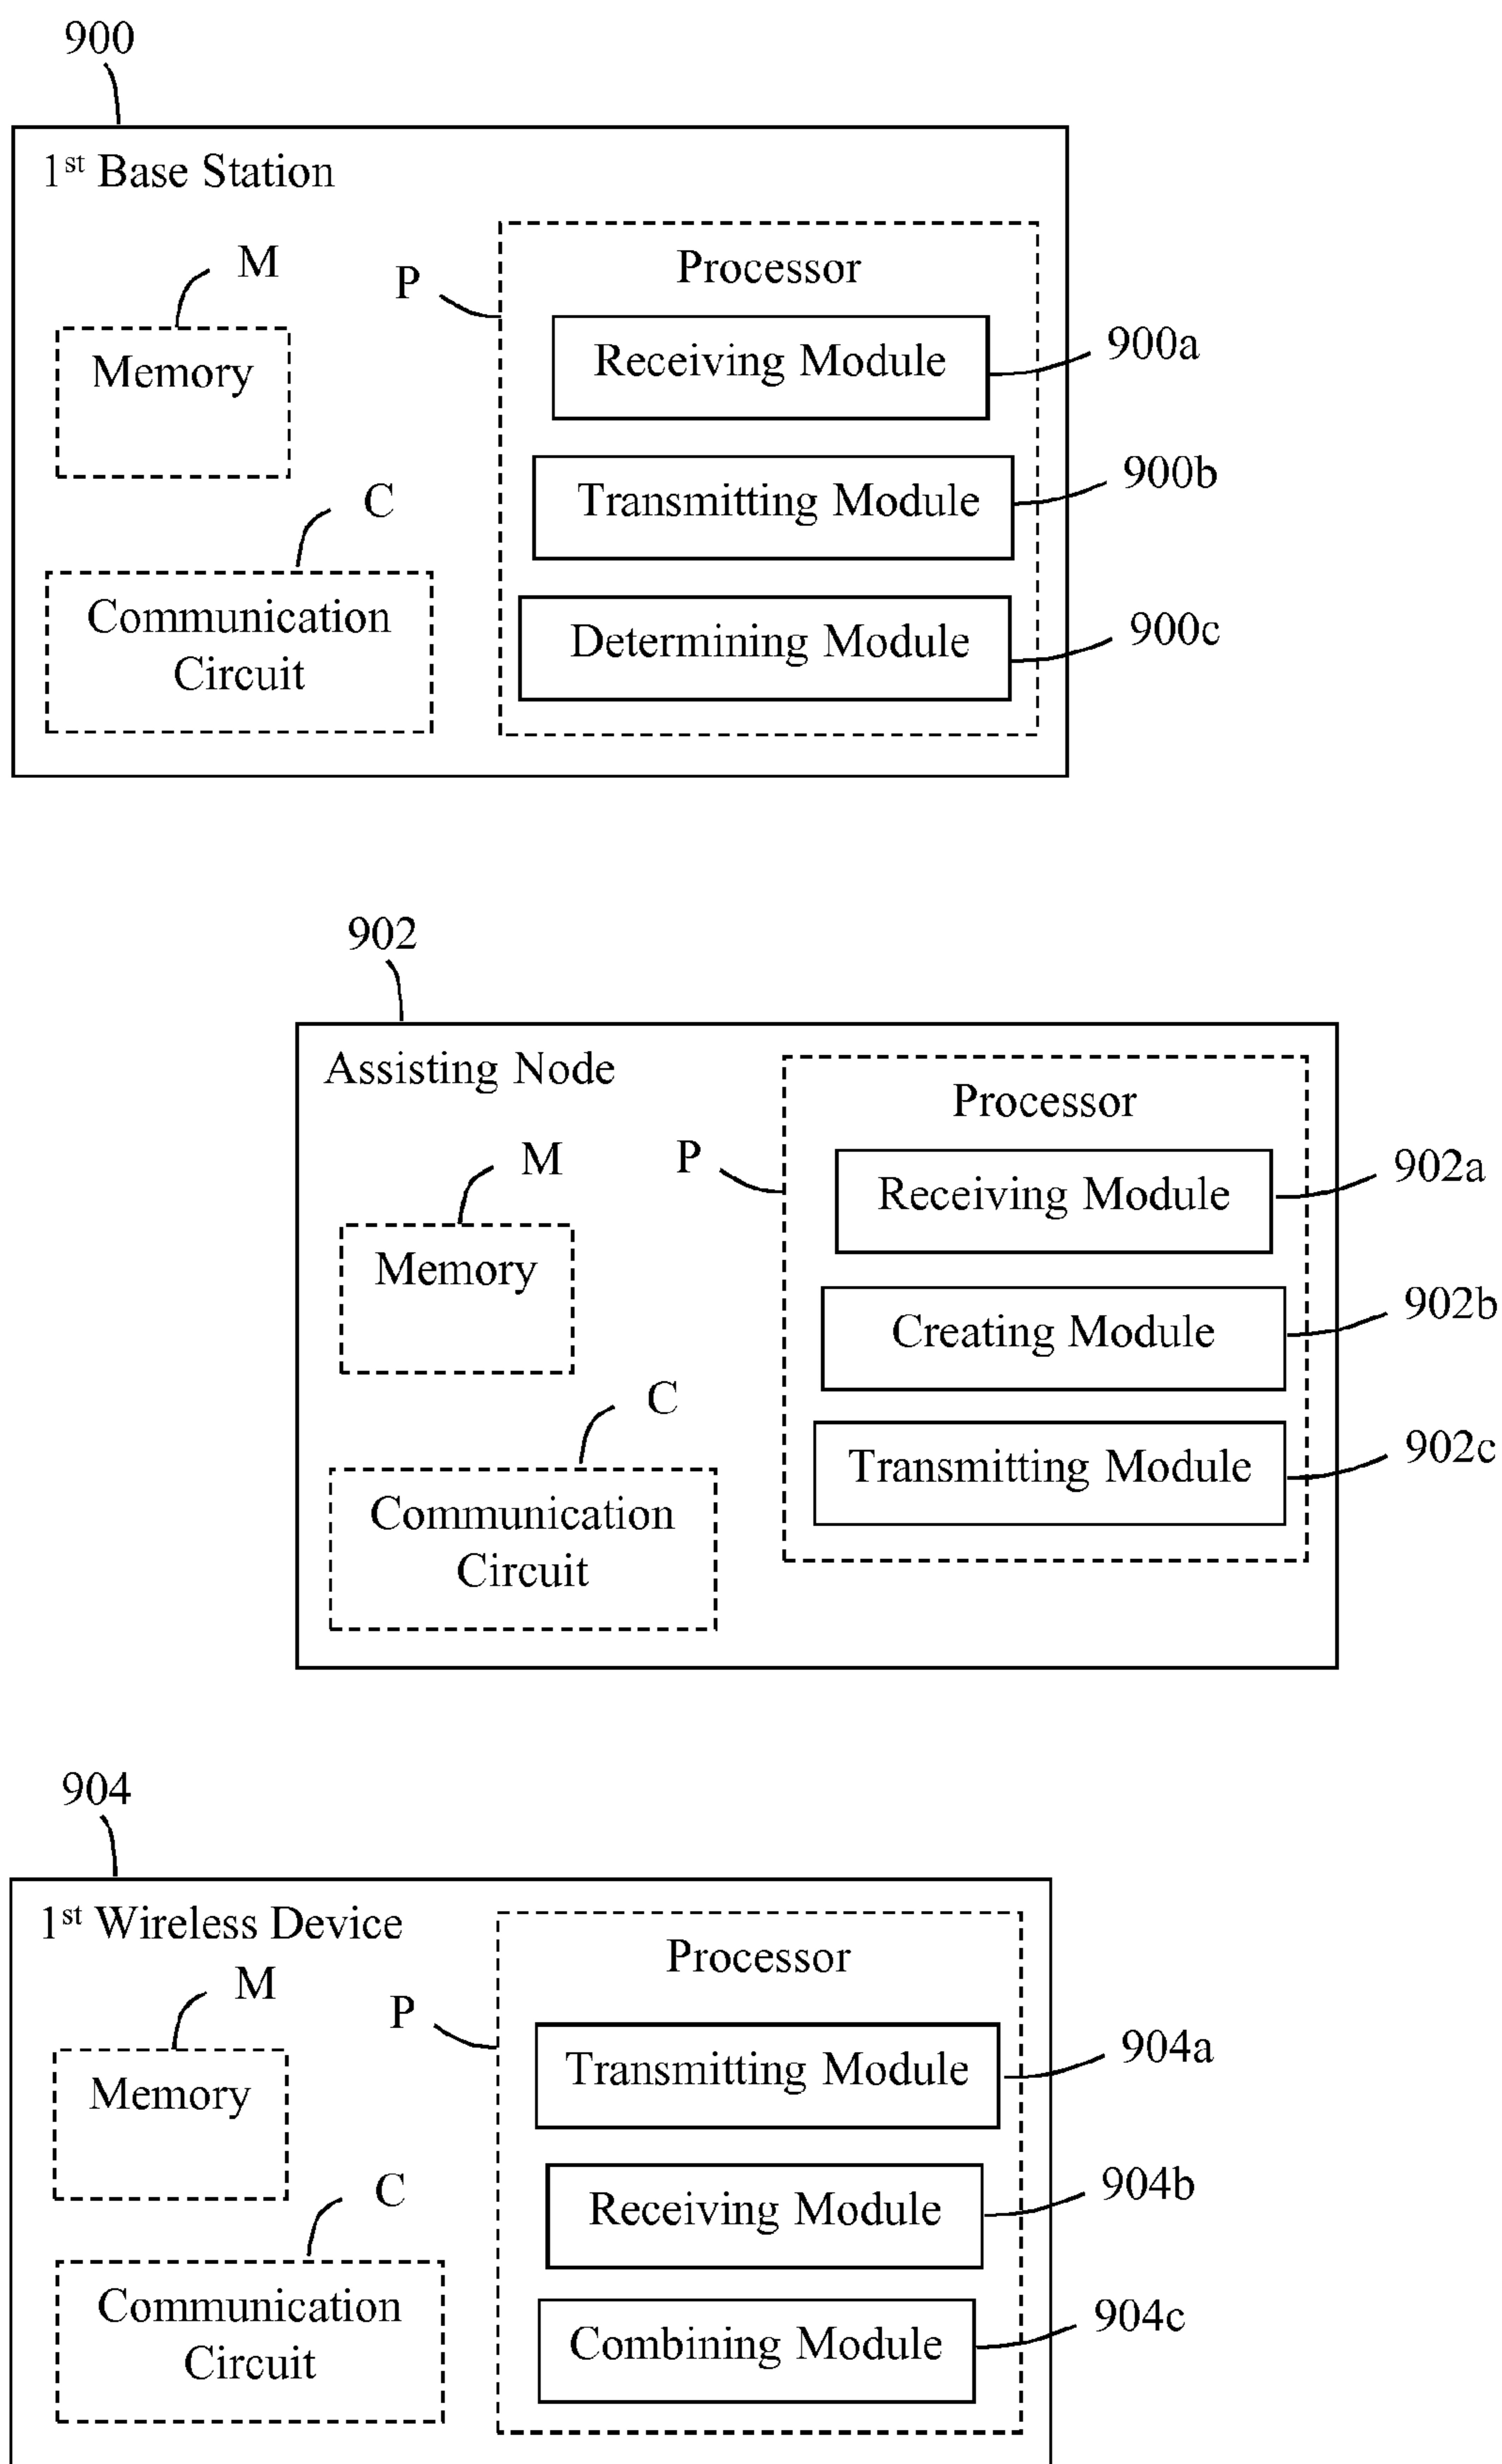 900
1st Base Station
M
P
Processor
Memory
Receiving Module
900a
Transmitting Module
900b
C
Communication
Circuit
Determining Module
900c
902
Assisting Node
Processor
M
P
Receiving Module
902a
Memory
Creating Module
902b
C
Transmitting Module
902c
Communication
Circuit
904
1st Wireless Device
Processor
M
P
Transmitting Module
904a
Memory
Receiving Module
904b
C
Communication
Circuit
Combining Module
904c